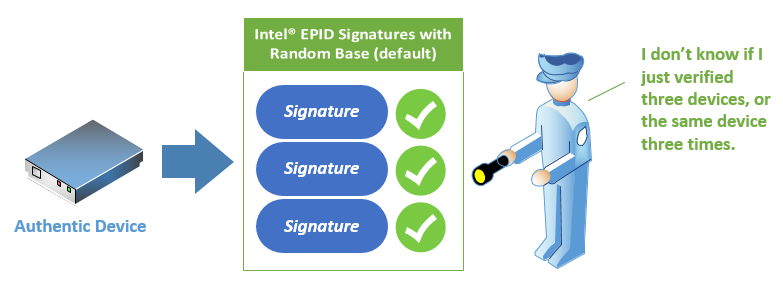 Intel® EPID Signatures with
Random Base (default)
Signature
Signature
Signature
Authentic Device
I don't know if I
just verified
three devices, or
the same device
three times.